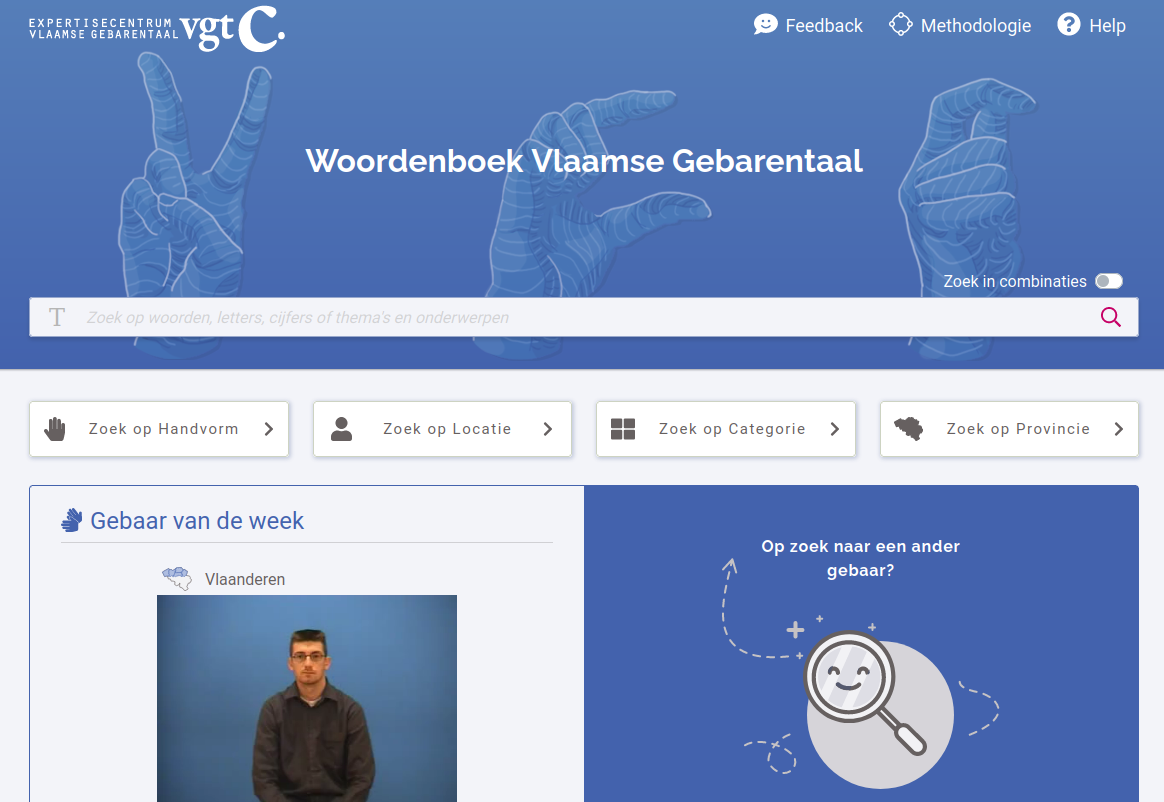 EXPERTISECENTRUM
VLAAMSE GEBARENTAAL
vgtC.
Feedback
Methodologie
Help
Woordenboek Vlaamse Gebarentaal
Zoek in combinaties
T Zoek op woorden, letters, cijfers of thema's en onderwerpen
Zoek op Handvorm
Zoek op Locatie
Zoek op Categorie
Zoek op Provincie
Gebaar van de week
Vlaanderen
Op zoek naar een ander
gebaar?